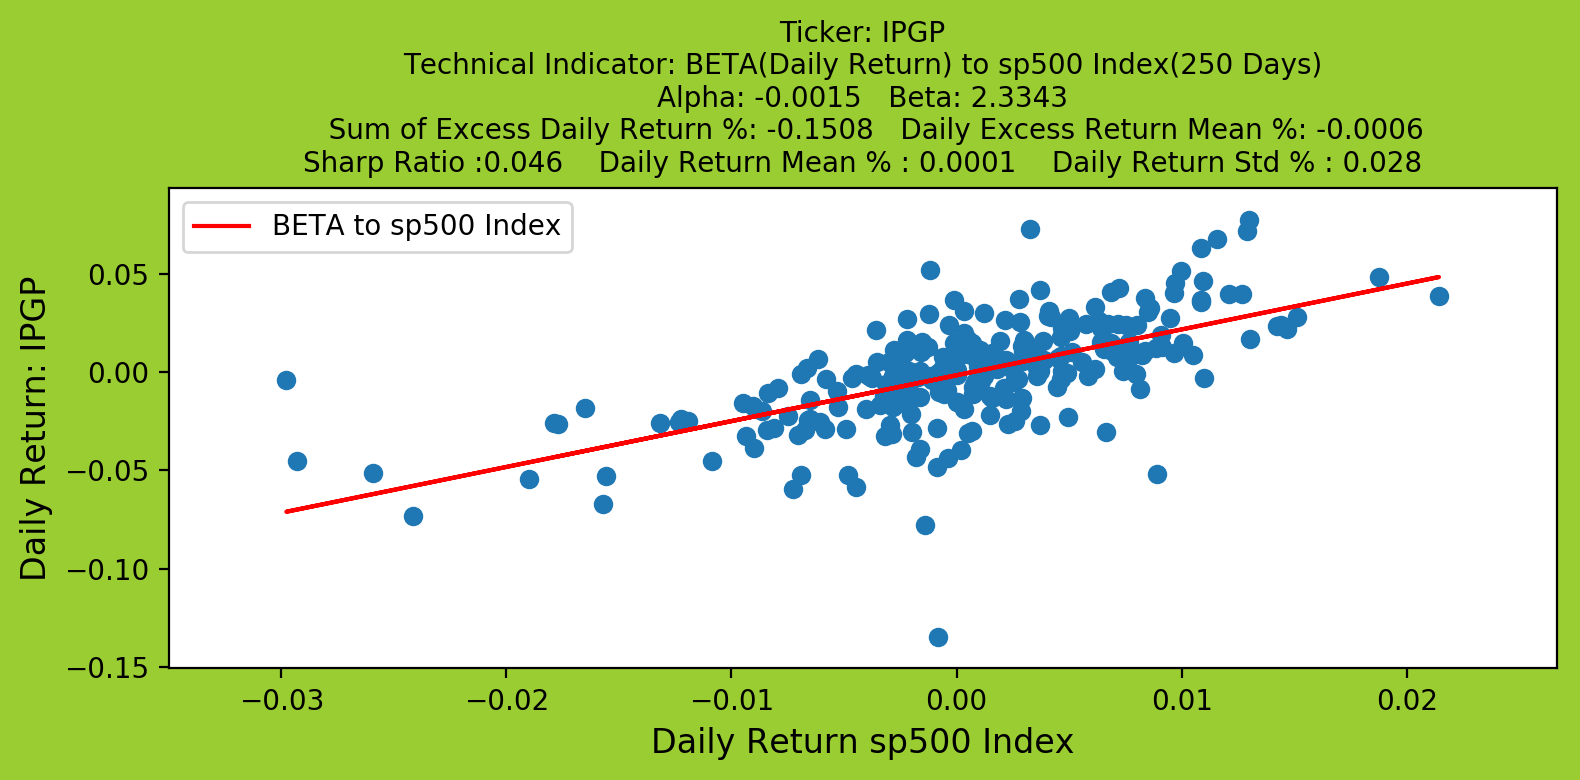 Ticker: IPGP
Technical Indicator: BETA(Daily Return) to sp500 Index(250 Days)
Alpha: -0.0015 Beta: 2.3343
Sum of Excess Daily Return %: -0.1508 Daily Excess Return Mean %: -0.0006
Sharp Ratio :0.046 Daily Return Mean % : 0.0001 Daily Return Std % : 0.028
BETA to sp500 Index
Daily Return: IPGP
0.05
0.00
−0.05
−0.10
−0.15
−0.03 −0.02 −0.01 0.00 0.01 0.02
Daily Return sp500 Index